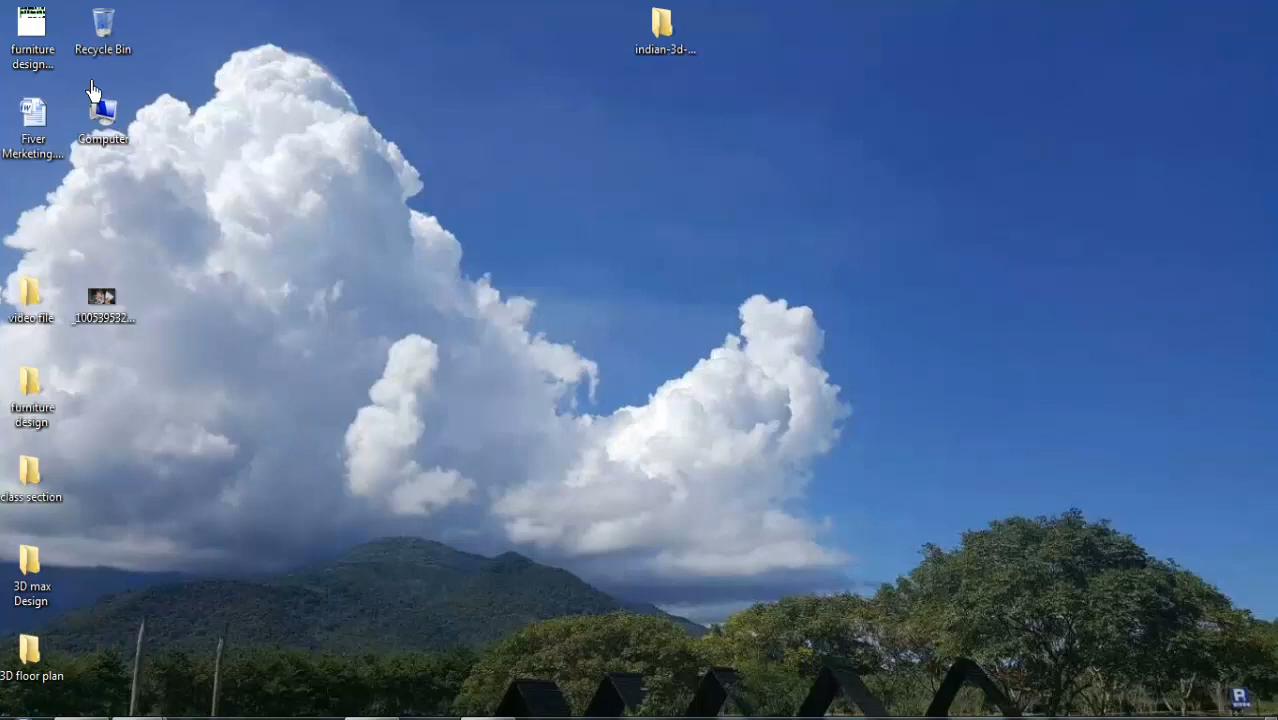 furniture
design...
Recycle Bin
indian-3d-...
Fiver
Merketing....
Computer
video file
_100539532...
furniture
design
class section
3D max
Design
3D floor plan
P